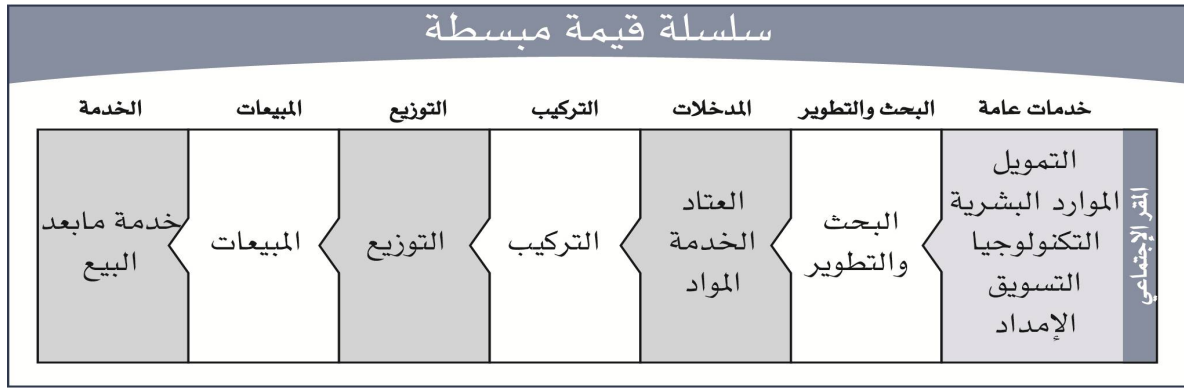 سلسلة قيمة مبسطة
خدمات عامة
البحث والتطوير
المدخلات
التركيب
التوزيع
المبيعات
الخدمة
المقر الإجتماعي
التمويل
الموارد البشرية
التكنولوجيا
التسويق
الإمداد
البحث
والتطوير
العتاد
الخدمة
المواد
التركيب
التوزيع
المبيعات
خدمة مابعد
البيع